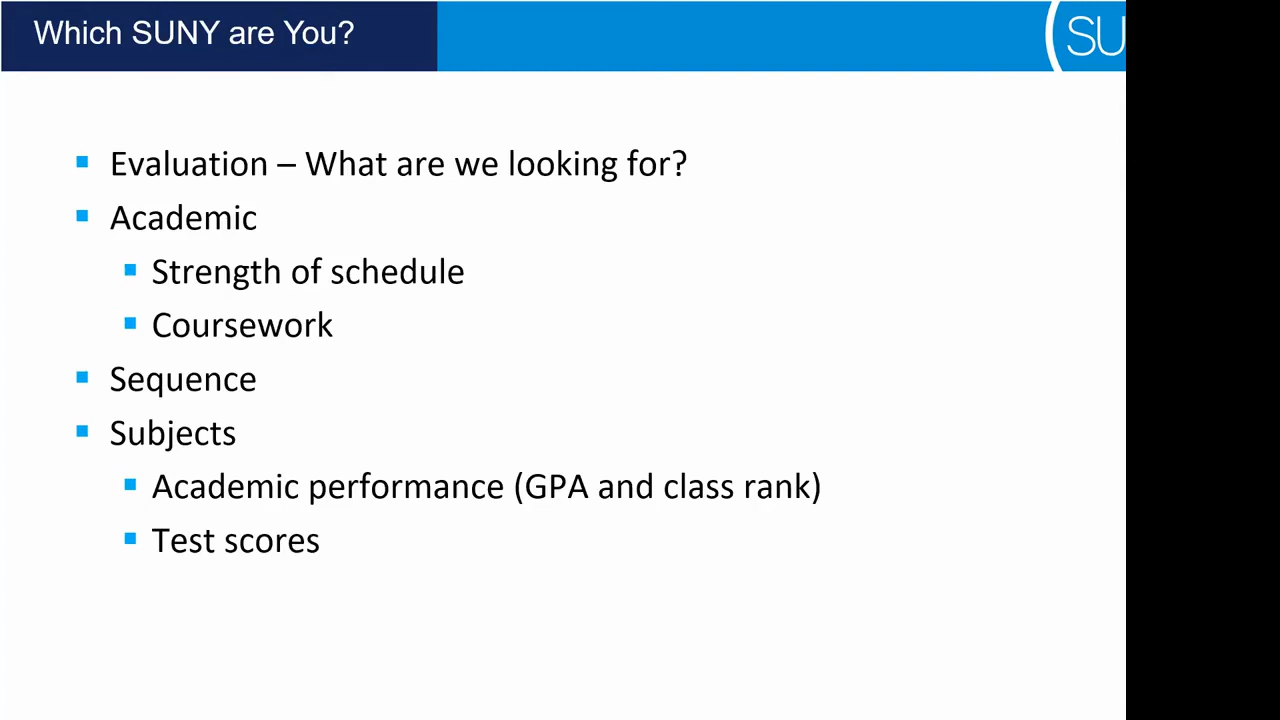 Which SUNY are You?
SU
Evaluation – What are we looking for?
Academic
Strength of schedule
Coursework
Sequence
Subjects
Academic performance (GPA and class rank)
Test scores